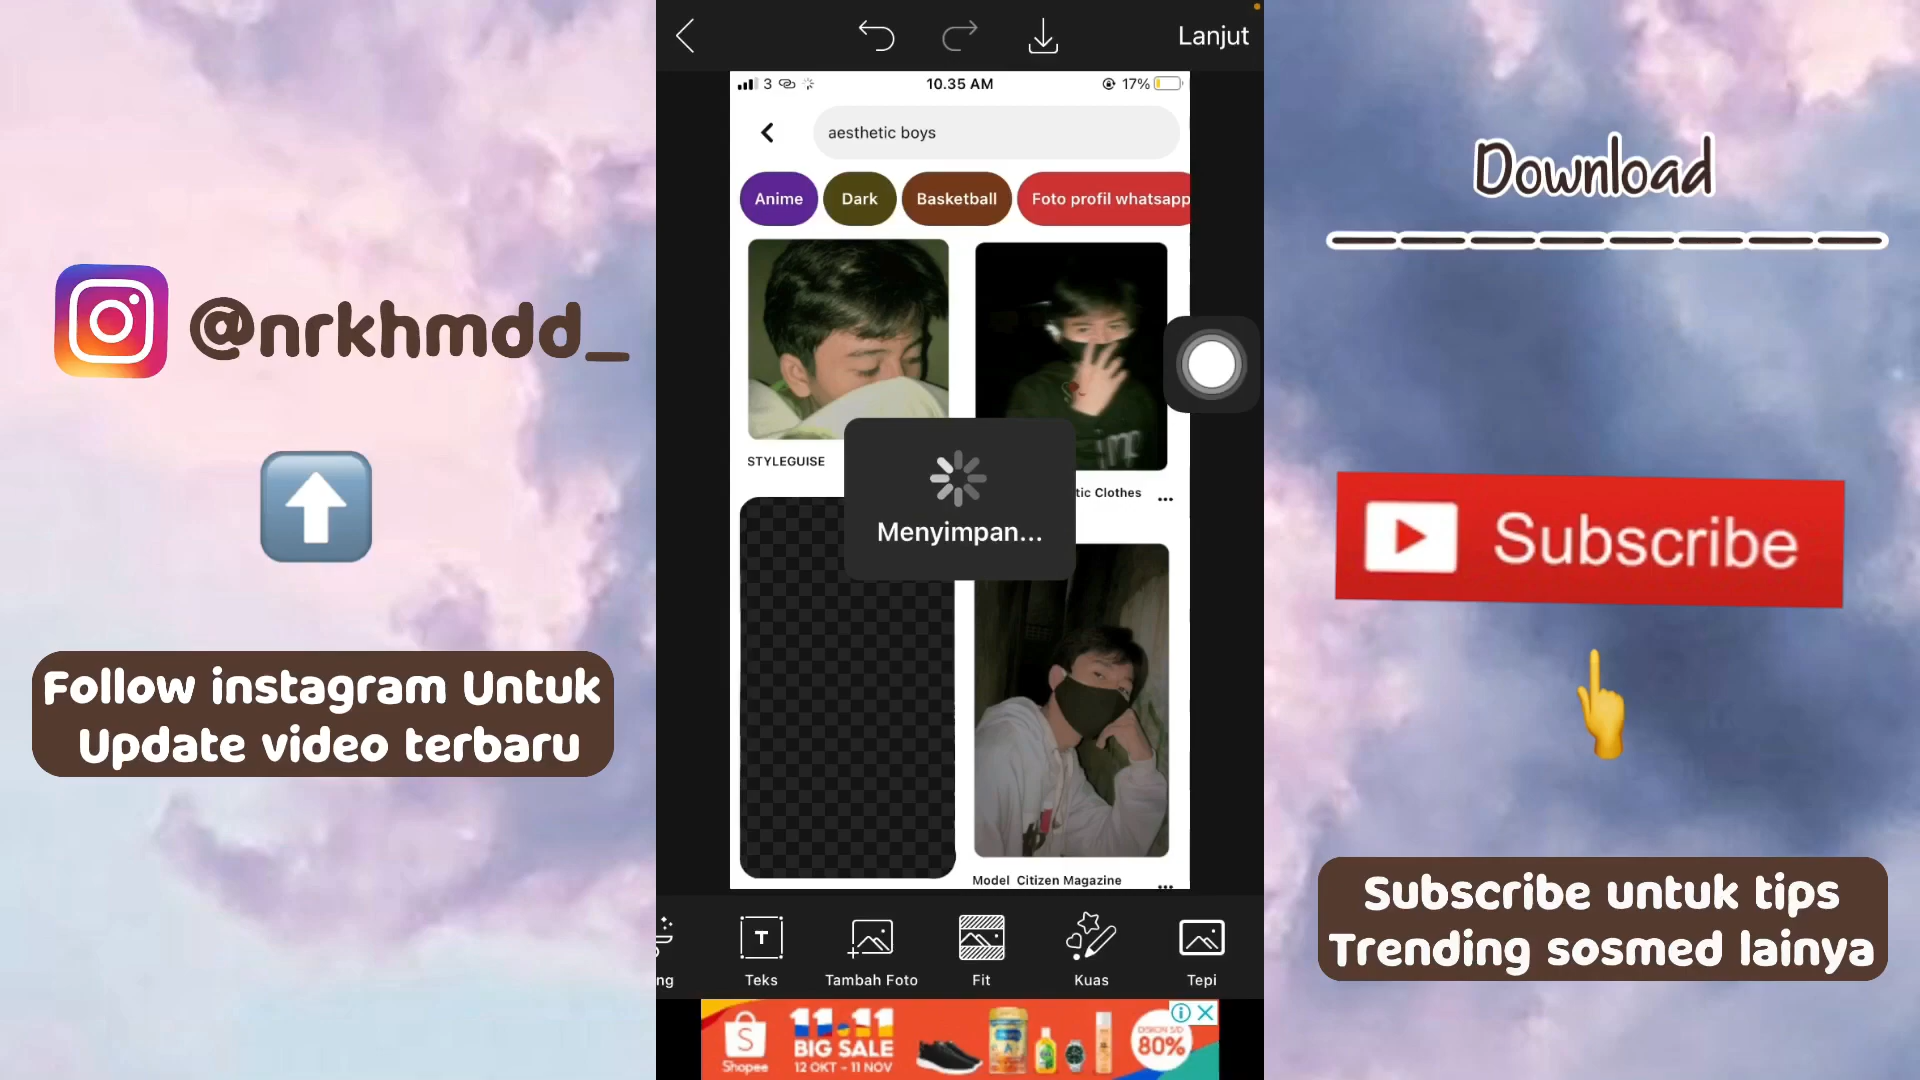 Lanjut
3
10.35 AM
17%
aesthetic boys
Anime
Dark
Basketball
Foto profil whatsapp
STYLEGUISE
tic Clothes
Menyimpan...
Model Citizen Magazine
ng
Teks
Tambah Foto
Fit
Kuas
Tepi
Shopee
11.11
BIG SALE
12 OKT - 11 NOV
DISKON S/D
80%
@nrkhmdd_
Follow instagram Untuk
Update video terbaru
Download
Subscribe
Subscribe untuk tips
Trending sosmed lainya